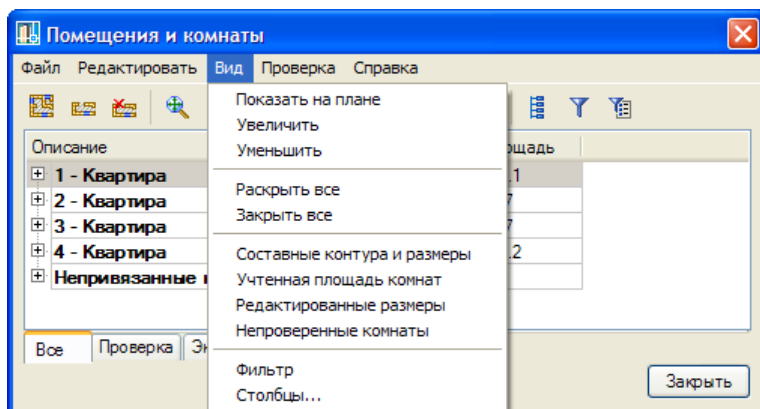 Помещения и комнаты
Файл Редактировать Вид Проверка Справка
Показать на плане
Увеличить
Уменьшить
Раскрыть все
Закрыть все
Составные контура и размеры
Учтенная площадь комнат
Редактированные размеры
Непроверенные комнаты
Фильтр
Столбцы...
Описание
1 - Квартира
2 - Квартира
3 - Квартира
4 - Квартира
Непривязанные
Все Проверка
Закрыть